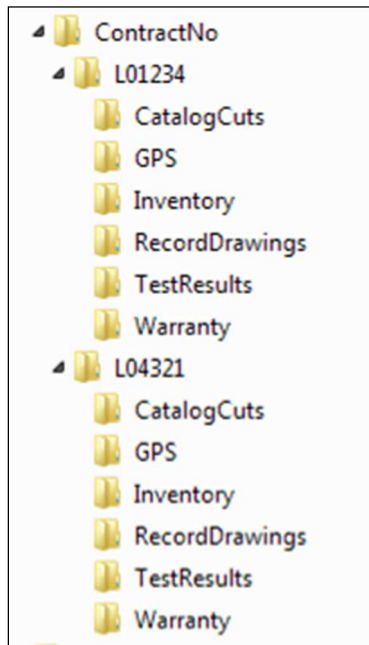 ContractNo
L01234
CatalogCuts
GPS
Inventory
RecordDrawings
TestResults
Warranty
L04321
CatalogCuts
GPS
Inventory
RecordDrawings
TestResults
Warranty